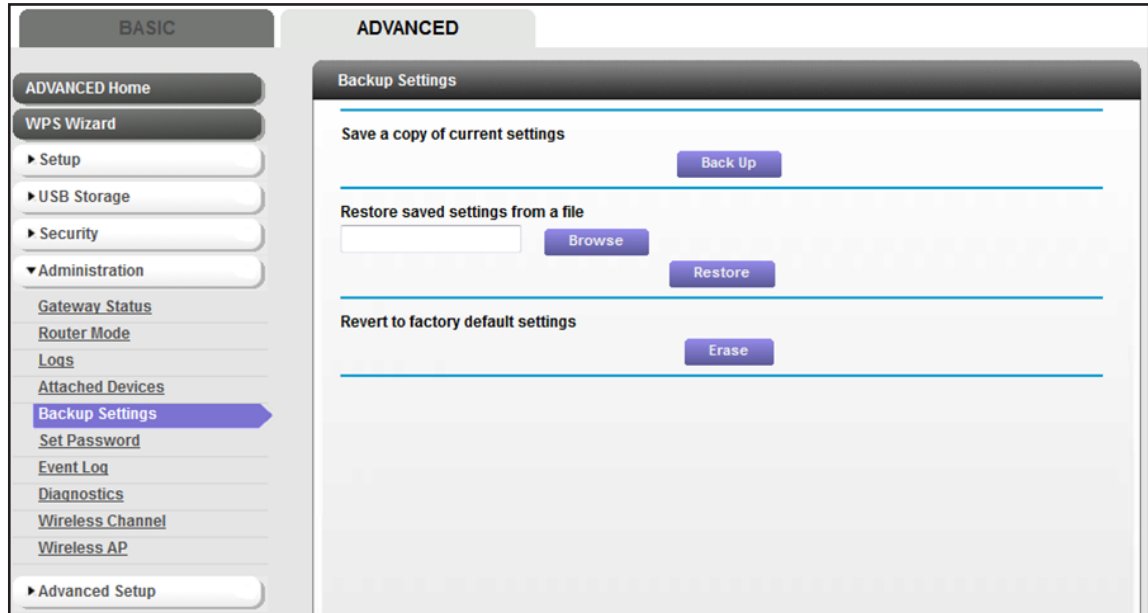 BASIC
ADVANCED
ADVANCED Home
WPS Wizard
Setup
USB Storage
Security
Administration
Gateway Status
Router Mode
Logs
Attached Devices
Backup Settings
Set Password
Event Log
Diagnostics
Wireless Channel
Wireless AP
Advanced Setup
Backup Settings
Save a copy of current settings
Back Up
Restore saved settings from a file
Browse
Restore
Revert to factory default settings
Erase